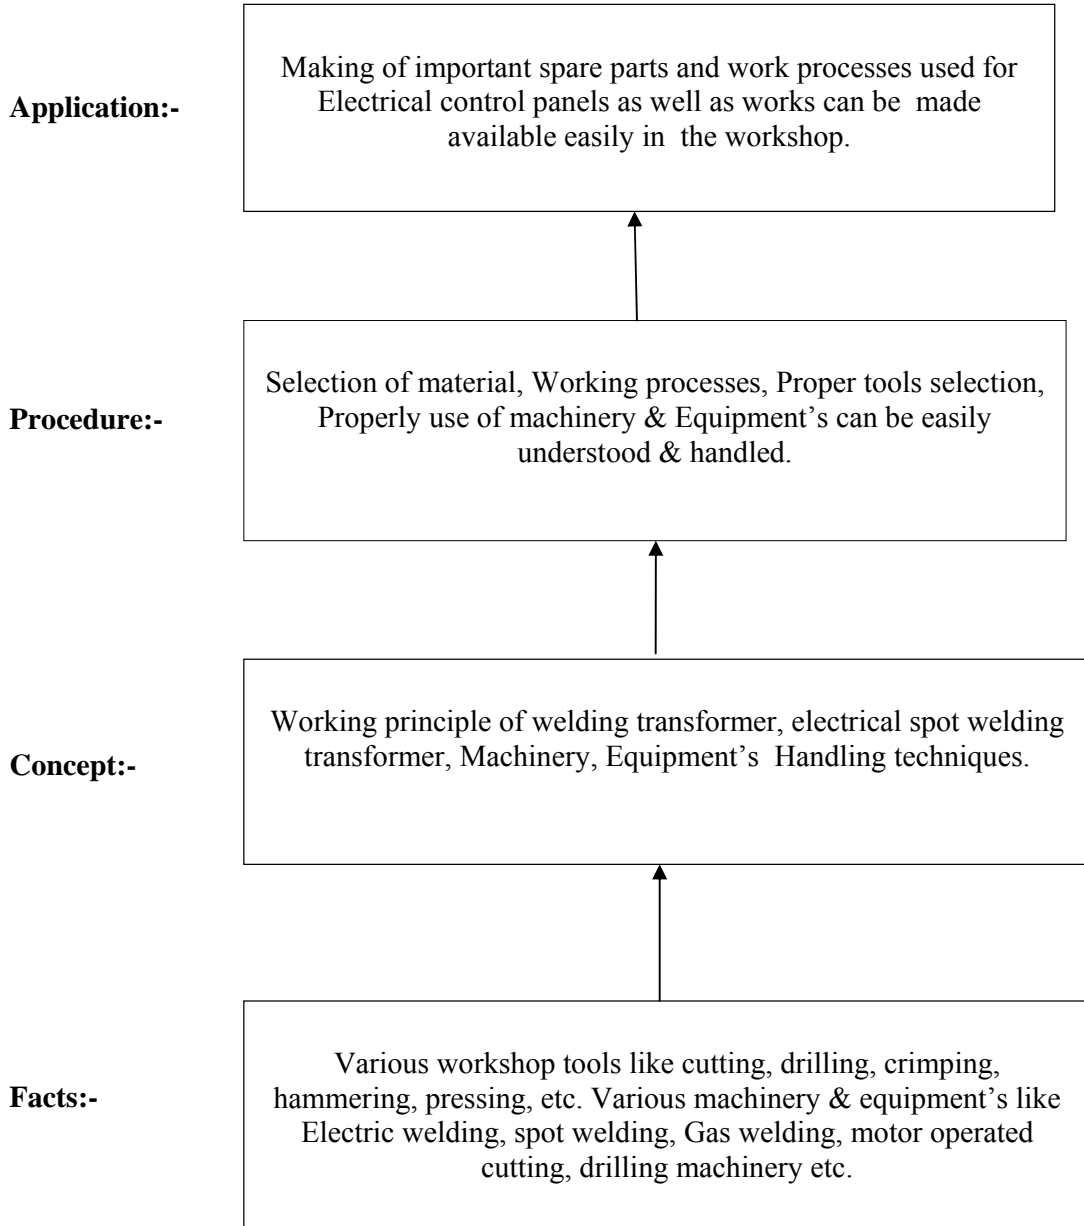 Application:-
Making of important spare parts and work processes used for
Electrical control panels as well as works can be  made
available easily in  the workshop.
Procedure:-
Selection of material, Working processes, Proper tools selection,
Properly use of machinery & Equipment’s can be easily
understood & handled.
Concept:-
Working principle of welding transformer, electrical spot welding
transformer, Machinery, Equipment’s  Handling techniques.
Facts:-
Various workshop tools like cutting, drilling, crimping,
hammering, pressing, etc. Various machinery & equipment’s like
Electric welding, spot welding, Gas welding, motor operated
cutting, drilling machinery etc.